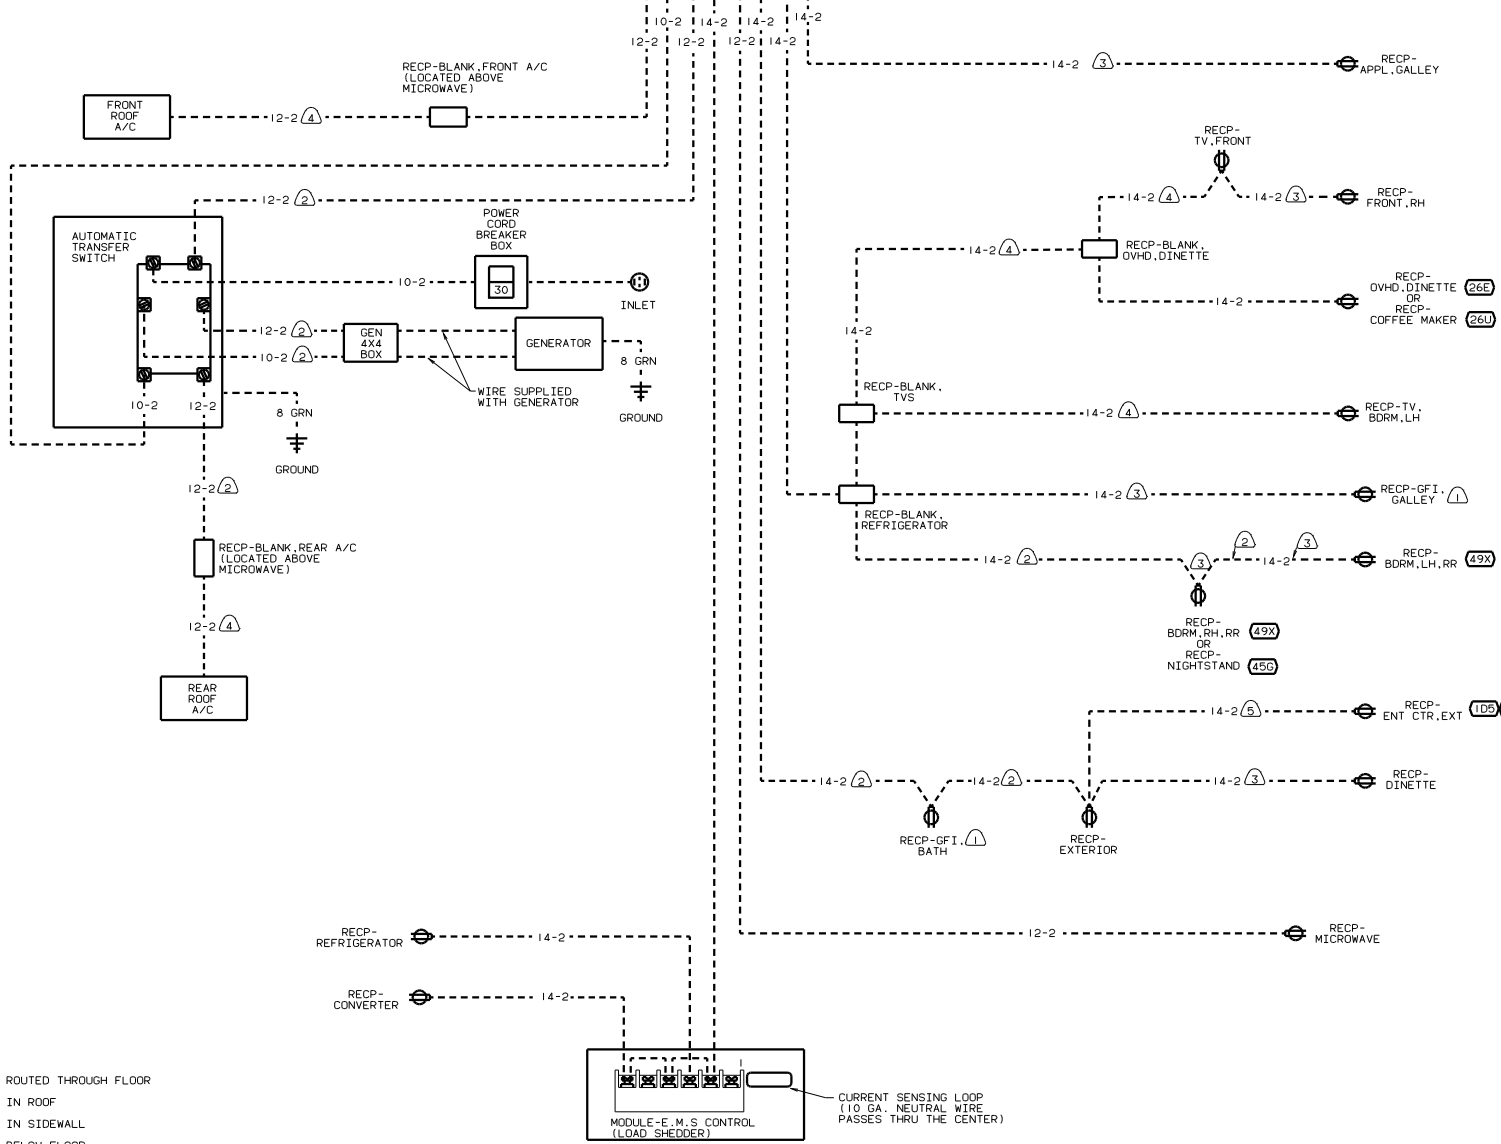 10-2
14-2
14-2
14-2
12-2
12-2
12-2
14-2
14-2
3
RECP-
APPL,GALLEY
RECP-BLANK,FRONT A/C
(LOCATED ABOVE
MICROWAVE)
FRONT
ROOF
A/C
12-2
4
RECP-
TV,FRONT
14-2
4
14-2
3
RECP-
FRONT,RH
12-2
2
AUTOMATIC
TRANSFER
SWITCH
POWER
CORD
BREAKER
BOX
30
10-2
INLET
14-2
4
RECP-BLANK,
OVHD,DINETTE
14-2
RECP-
OVHD,DINETTE
26E
OR
RECP-
COFFEE MAKER
26U
12-2
2
10-2
2
GEN
4X4
BOX
GENERATOR
8 GRN
GROUND
WIRE SUPPLIED
WITH GENERATOR
14-2
10-2
12-2
8 GRN
GROUND
RECP-BLANK,
TVS
14-2
4
RECP-TV,
BDRM,LH
12-2
2
14-2
3
RECP-GFI,
GALLEY
1
RECP-BLANK,
REFRIGERATOR
RECP-BLANK,REAR A/C
(LOCATED ABOVE
MICROWAVE)
14-2
2
3
2
14-2
3
RECP-
BDRM,LH,RR
49X
RECP-
BDRM,RH,RR
49X
OR
RECP-
NIGHTSTAND
45G
12-2
4
REAR
ROOF
A/C
14-2
5
RECP-
ENT CTR,EXT
1D5
14-2
2
14-2
2
14-2
3
RECP-
DINETTE
RECP-GFI,
BATH
1
RECP-
EXTERIOR
RECP-
REFRIGERATOR
14-2
12-2
RECP-
MICROWAVE
RECP-
CONVERTER
14-2
MODULE-E.M.S CONTROL
(LOAD SHEDDER)
CURRENT SENSING LOOP
(10 GA. NEUTRAL WIRE
PASSES THRU THE CENTER)
ROUTED THROUGH FLOOR
IN ROOF
IN SIDEWALL
BELOW FLOOR